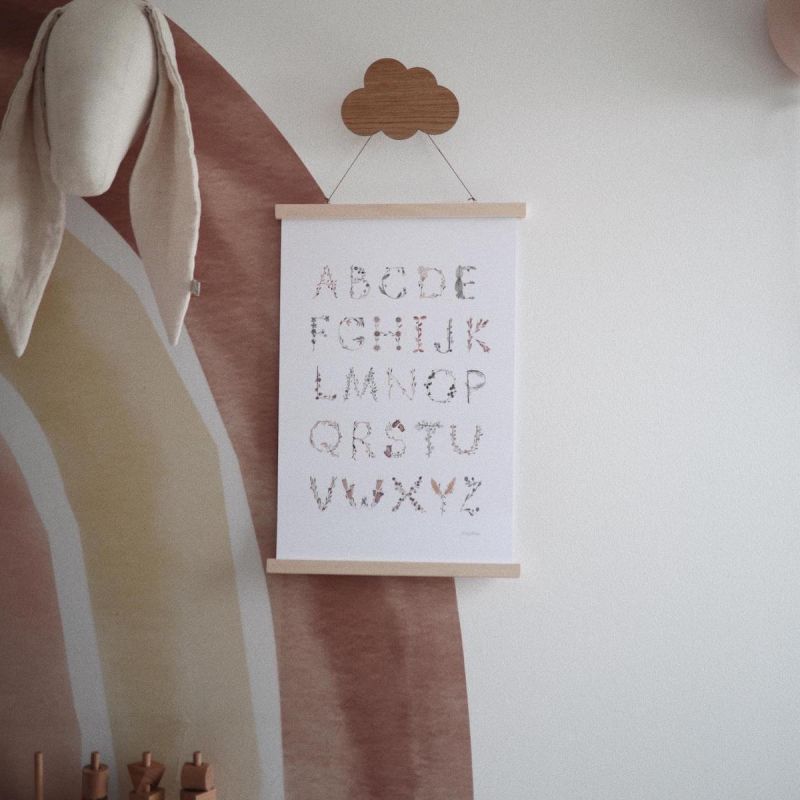 ABCDE
FGHIJK
LMNOP
QRSTU
VWXYZ